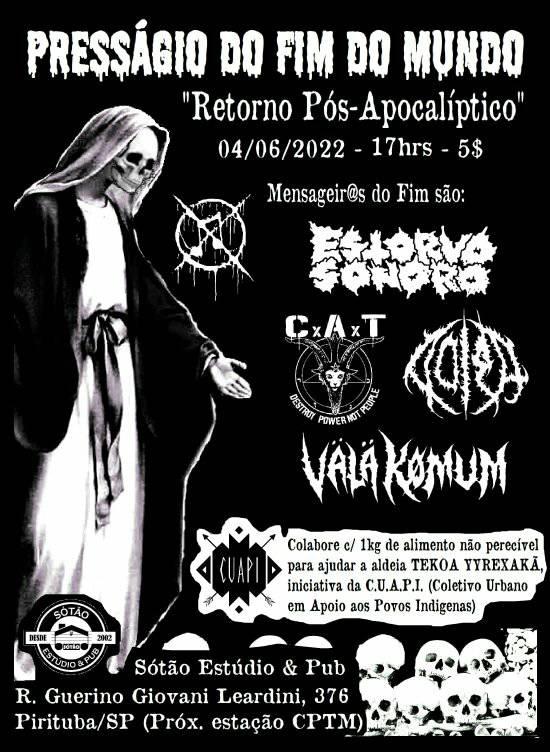 PRESSÁGIO DO FIM DO MUNDO
"Retorno Pós-Apocalíptico"
04/06/2022 - 17hrs - 5$
Mensageir@s do Fim são:
ESTORVO
SONORO
CxAxT
DESTROY POWER NOT PEOPLE
VÄLÄ KØMUM
CUAPI
Colabore c/ 1kg de alimento não perecível
para ajudar a aldeia TEKOA YYREXAKÃ,
iniciativa da C.U.A.P.I. (Coletivo Urbano
em Apoio aos Povos Indigenas)
SÓTÃO
DESDE 2002
SÓTÃO
ESTÚDIO & PUB
Sótão Estúdio & Pub
R. Guerino Giovani Leardini, 376
Pirituba/SP (Próx. estação CPTM)